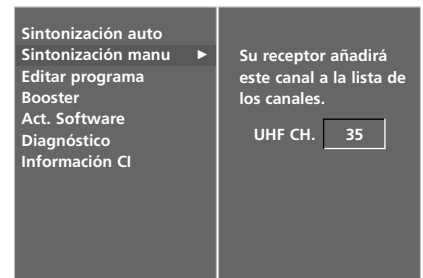 Sintonización auto
Sintonización manu ►
Editar programa
Booster
Act. Software
Diagnóstico
Información CI
Su receptor añadirá
este canal a la lista de
los canales.
UHF CH. 35